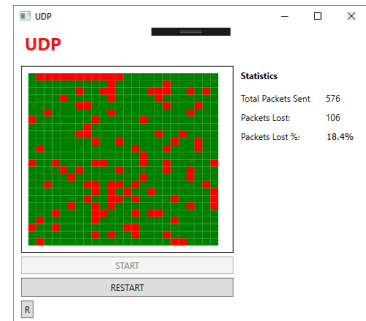 UDP
UDP
Statistics
Total Packets Sent 576
Packets Lost: 106
Packets Lost %: 18.4%
START
RESTART
R